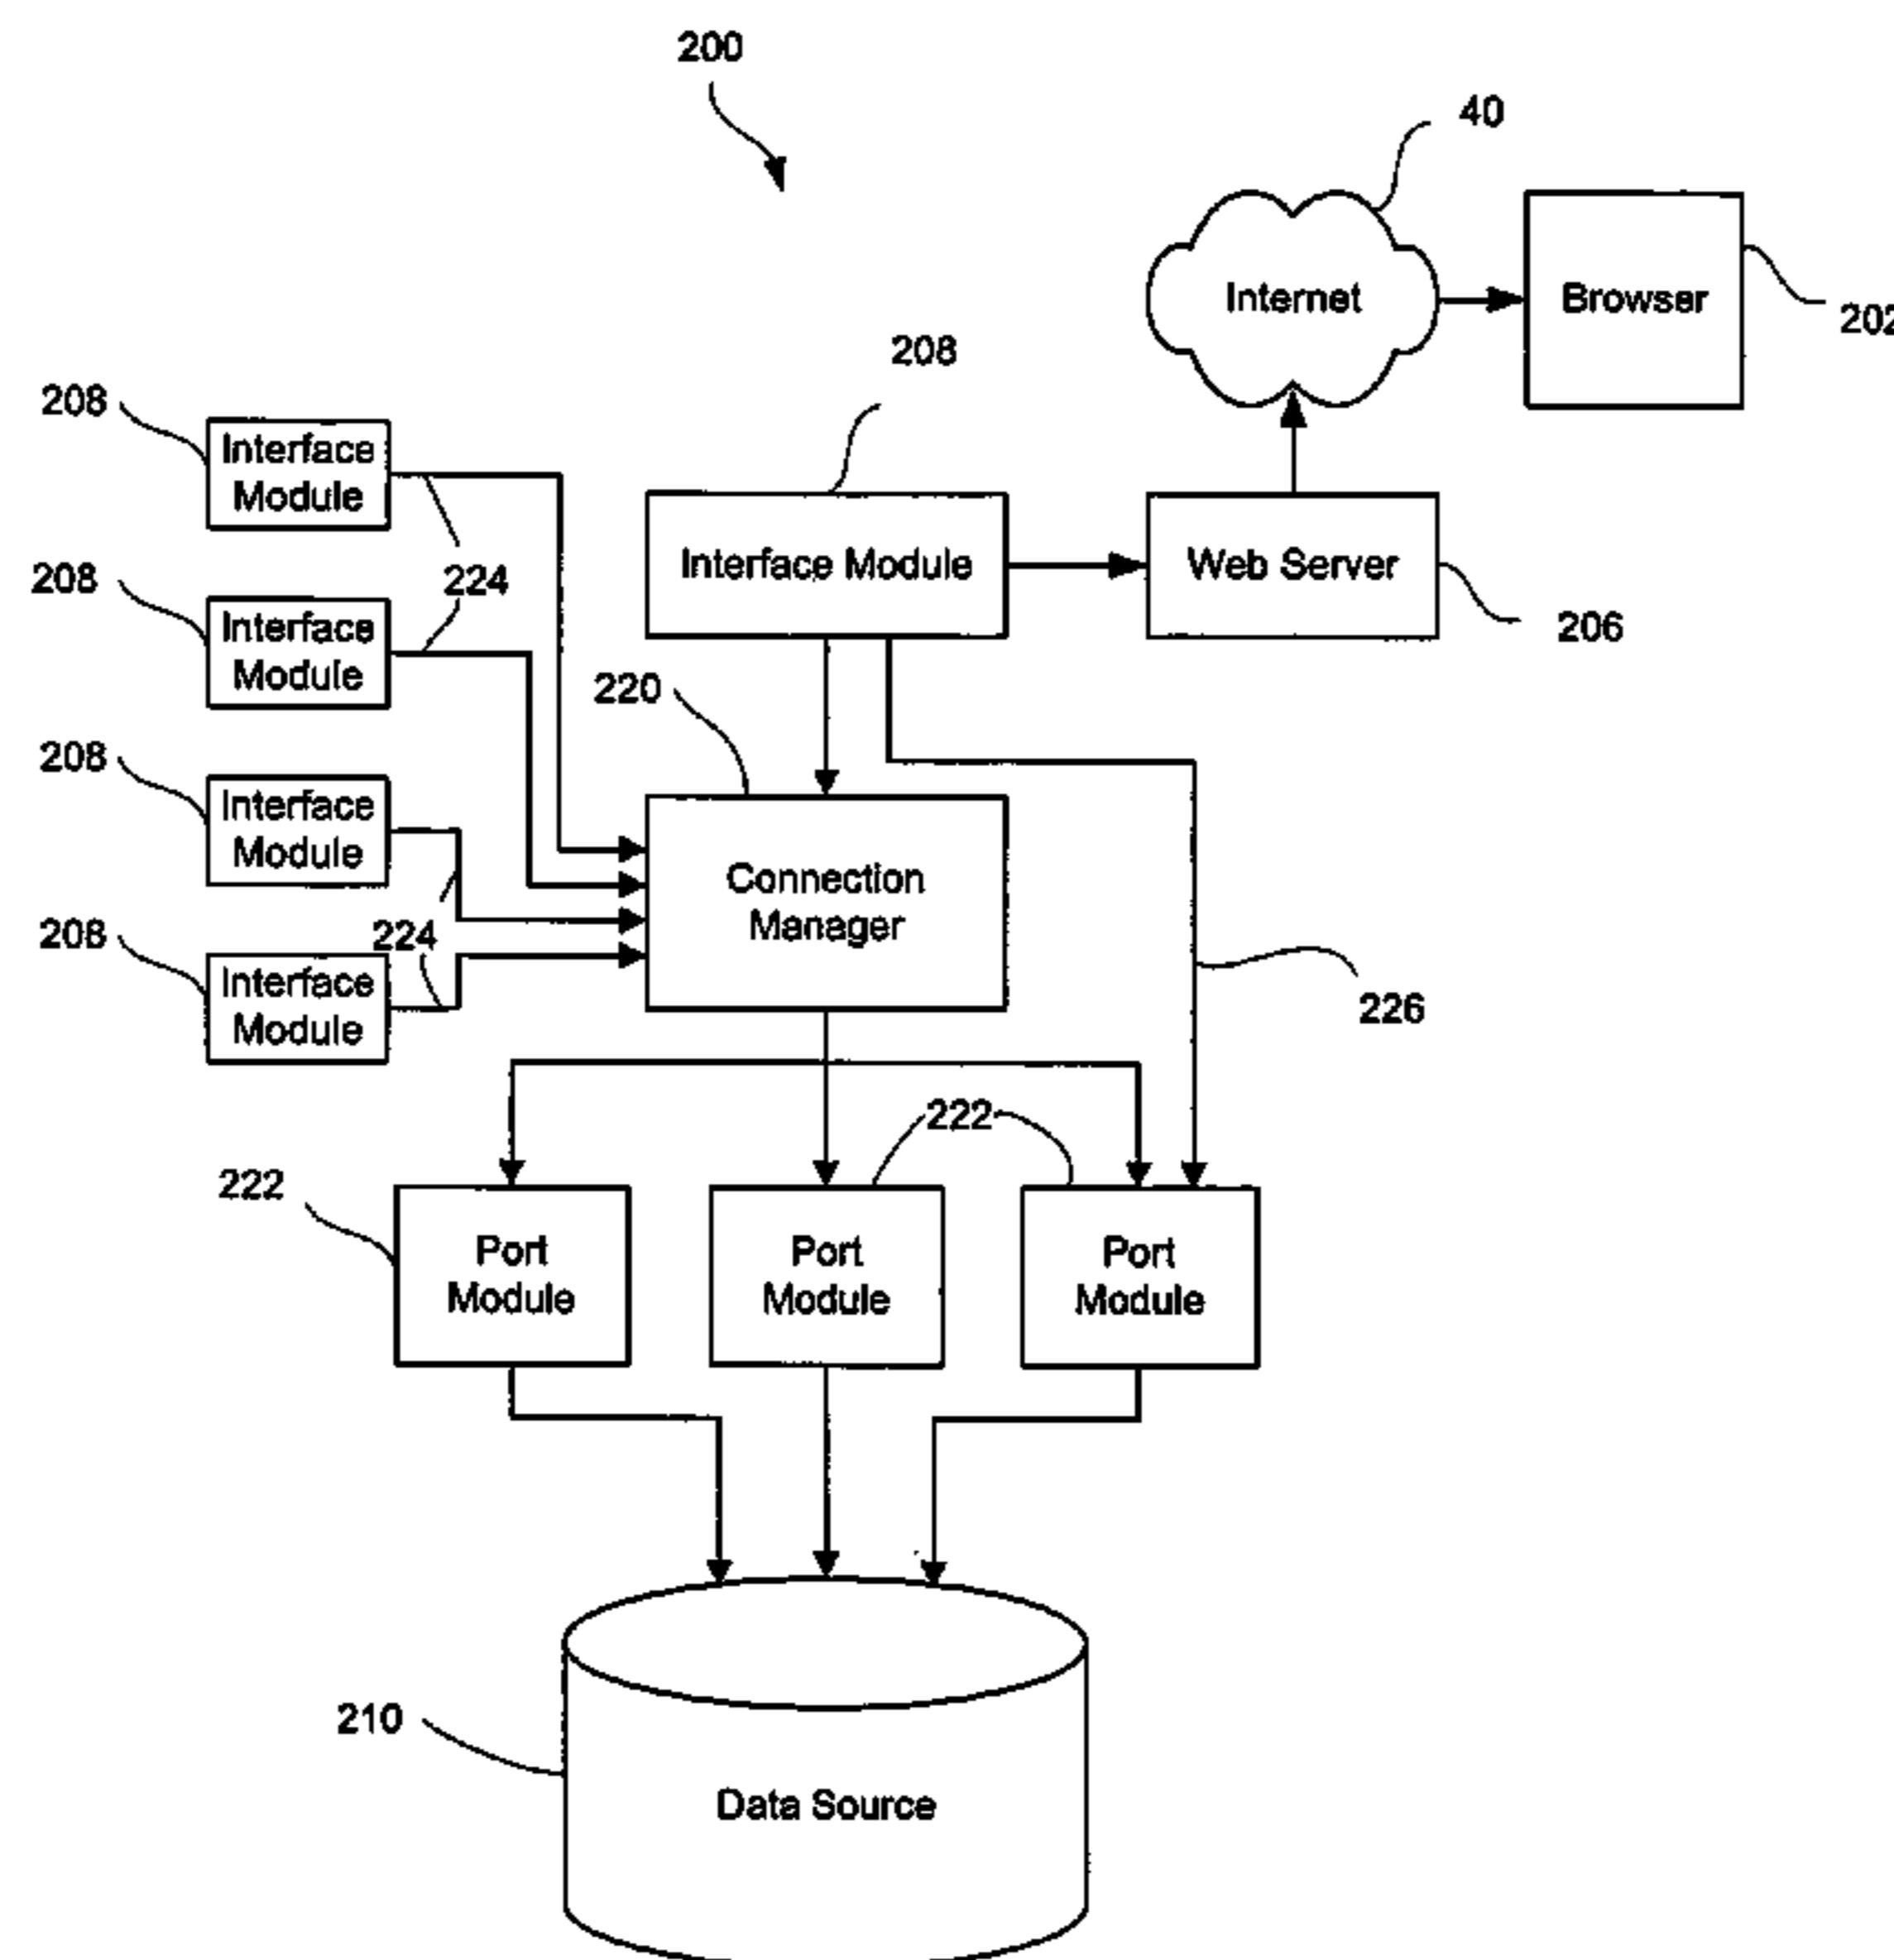 200
40
Internet
Browser
202
208
208
Interface
Module
224
Interface Module
Web Server
206
208
Interface
Module
220
208
Interface
Module
Connection
Manager
224
208
Interface
Module
226
222
222
Port
Module
Port
Module
Port
Module
210
Data Source